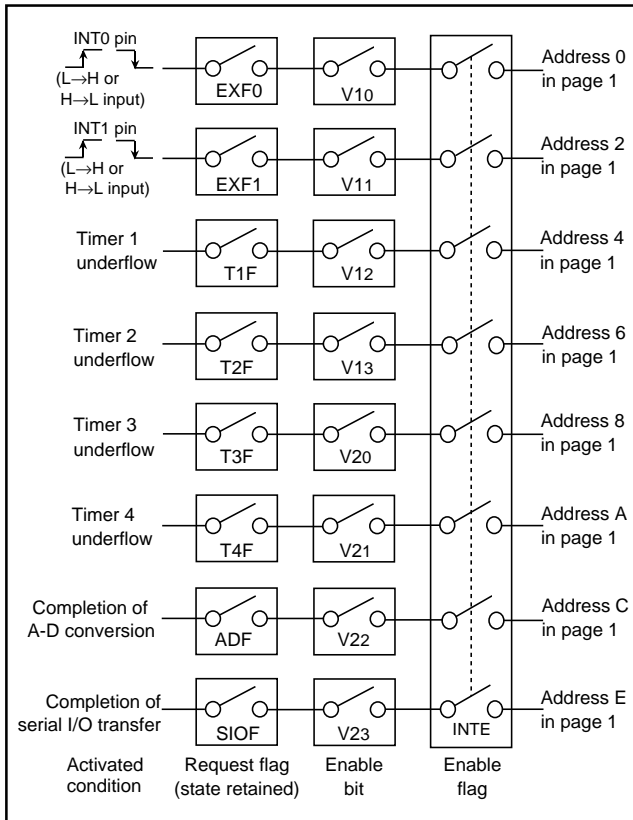 INT0 pin
(L→H or
H→L input)
EXF0
V10
Address 0
in page 1
INT1 pin
(L→H or
H→L input)
EXF1
V11
Address 2
in page 1
Timer 1
underflow
T1F
V12
Address 4
in page 1
Timer 2
underflow
T2F
V13
Address 6
in page 1
Timer 3
underflow
T3F
V20
Address 8
in page 1
Timer 4
underflow
T4F
V21
Address A
in page 1
Completion of
A-D conversion
ADF
V22
Address C
in page 1
Completion of
serial I/O transfer
SIOF
V23
INTE
Address E
in page 1
Activated
condition
Request flag
(state retained)
Enable
bit
Enable
flag